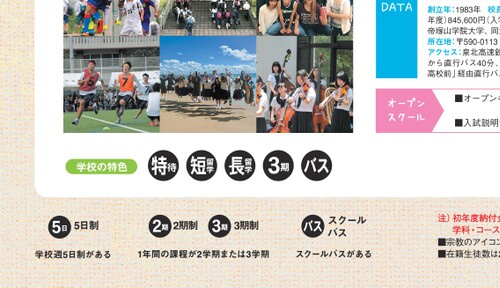 DATA
創立年：1983年 校長
年度）845,600円（入学
帝塚山学院大学、同
所在地：〒590-0113
アクセス：泉北高速鉄
から直行バス40分、
高校前」経由直行バ
オープン
スクール
■オープン
■入試説明
学校の特色
特待
短期留学
長期留学
3期
バス
5日 5日制
学校週5日制がある
2期 2期制
3期 3期制
1年間の課程が2学期または3学期
バス スクール
バス
スクールバスがある
注）初年度納付金
学科・コース
■宗教のアイコン
■在籍生徒数は2